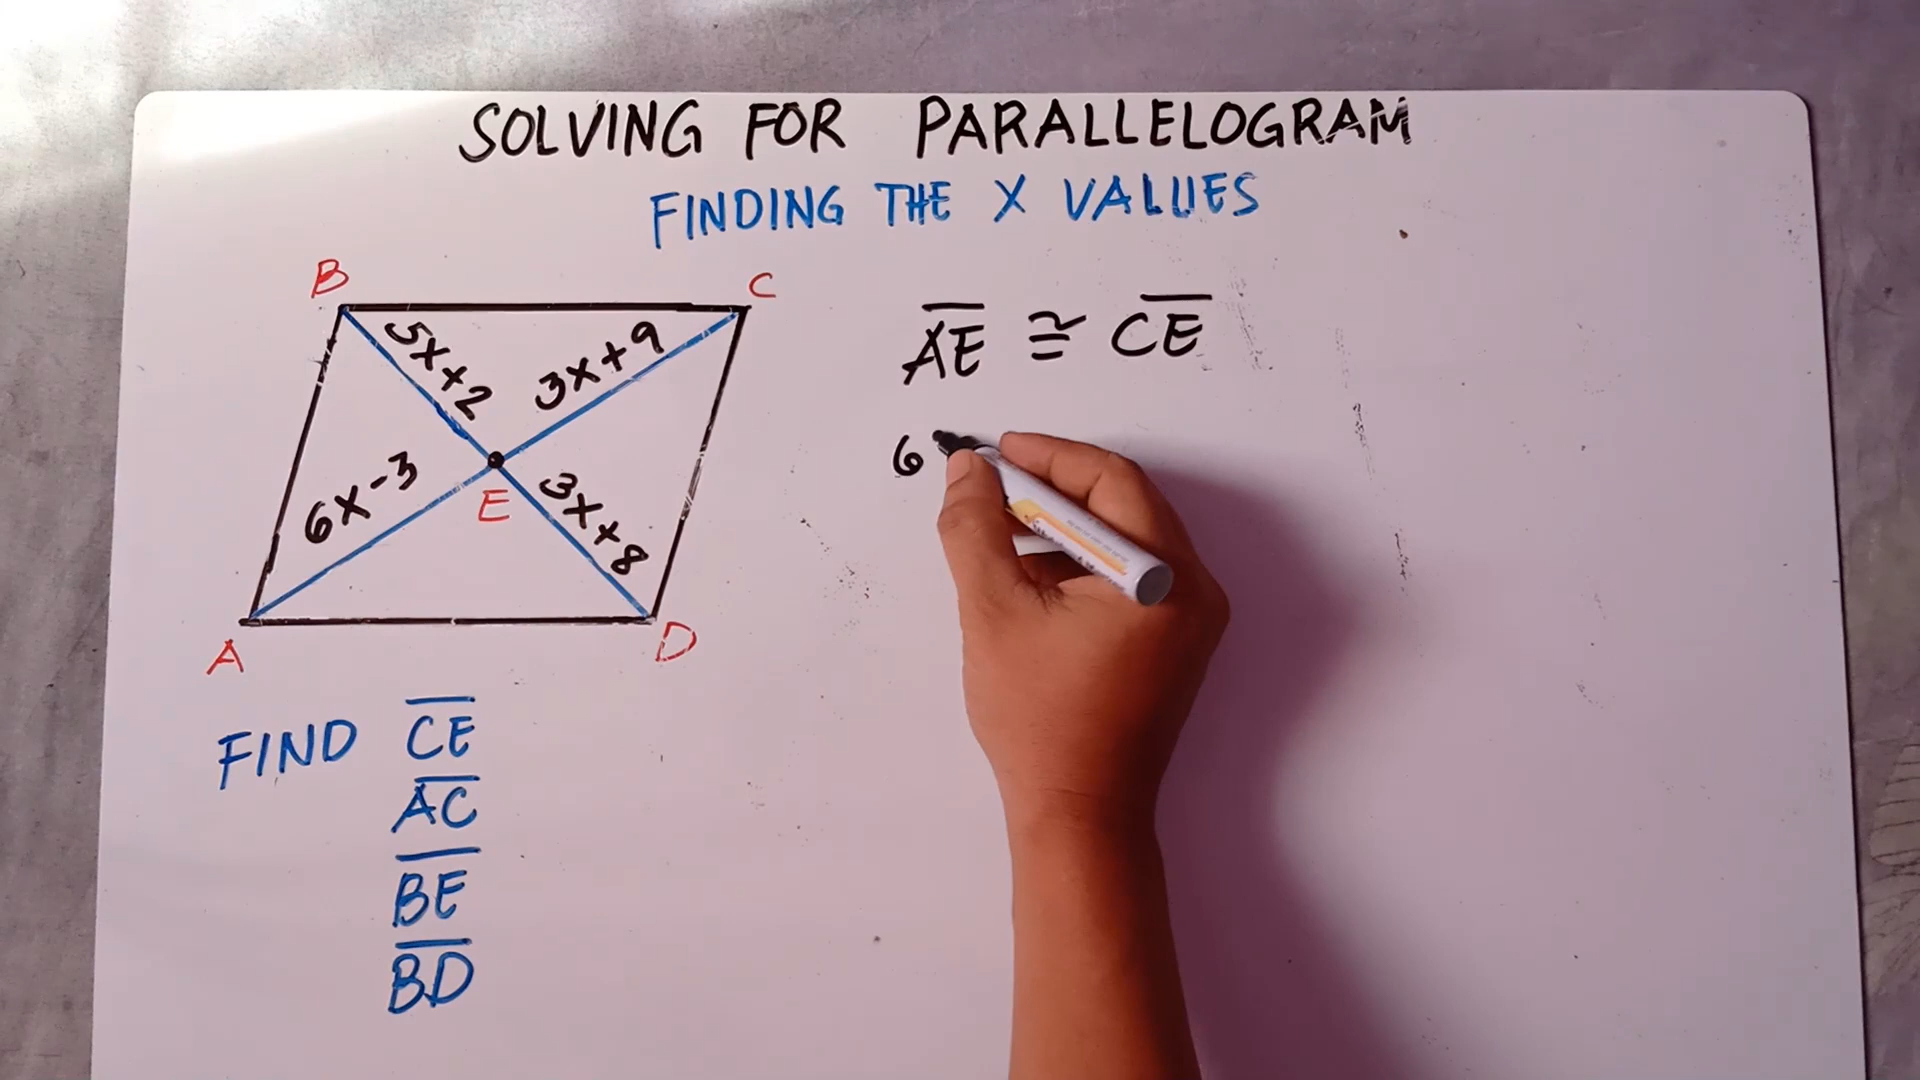 SOLVING FOR PARALLELOGRAM
FINDING THE X VALUES
B
C
5x+2
3x+9
6x-3
E
3x+8
A
D
FIND CE
AC
BE
BD
AE ≅ CE
6